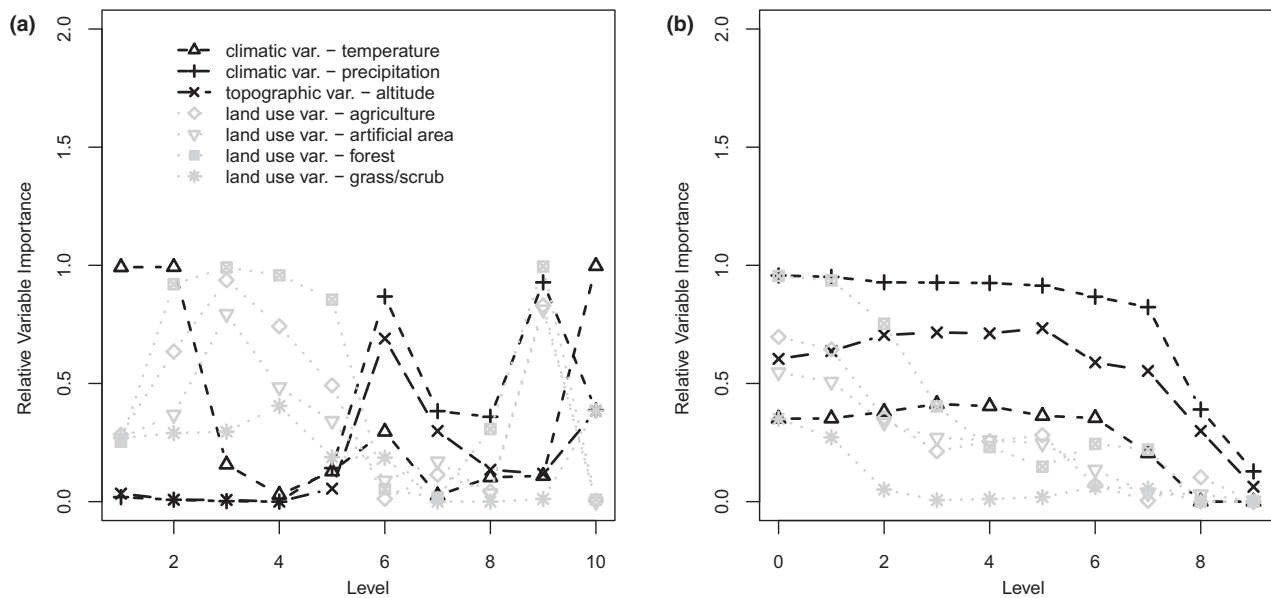 (a)
2.0
1.5
1.0
0.5
0.0
Relative Variable Importance
climatic var. − temperature
climatic var. − precipitation
topographic var. − altitude
land use var. − agriculture
land use var. − artificial area
land use var. − forest
land use var. − grass/scrub
2 4 6 8 10
Level
(b)
2.0
1.5
1.0
0.5
0.0
Relative Variable Importance
0 2 4 6 8
Level